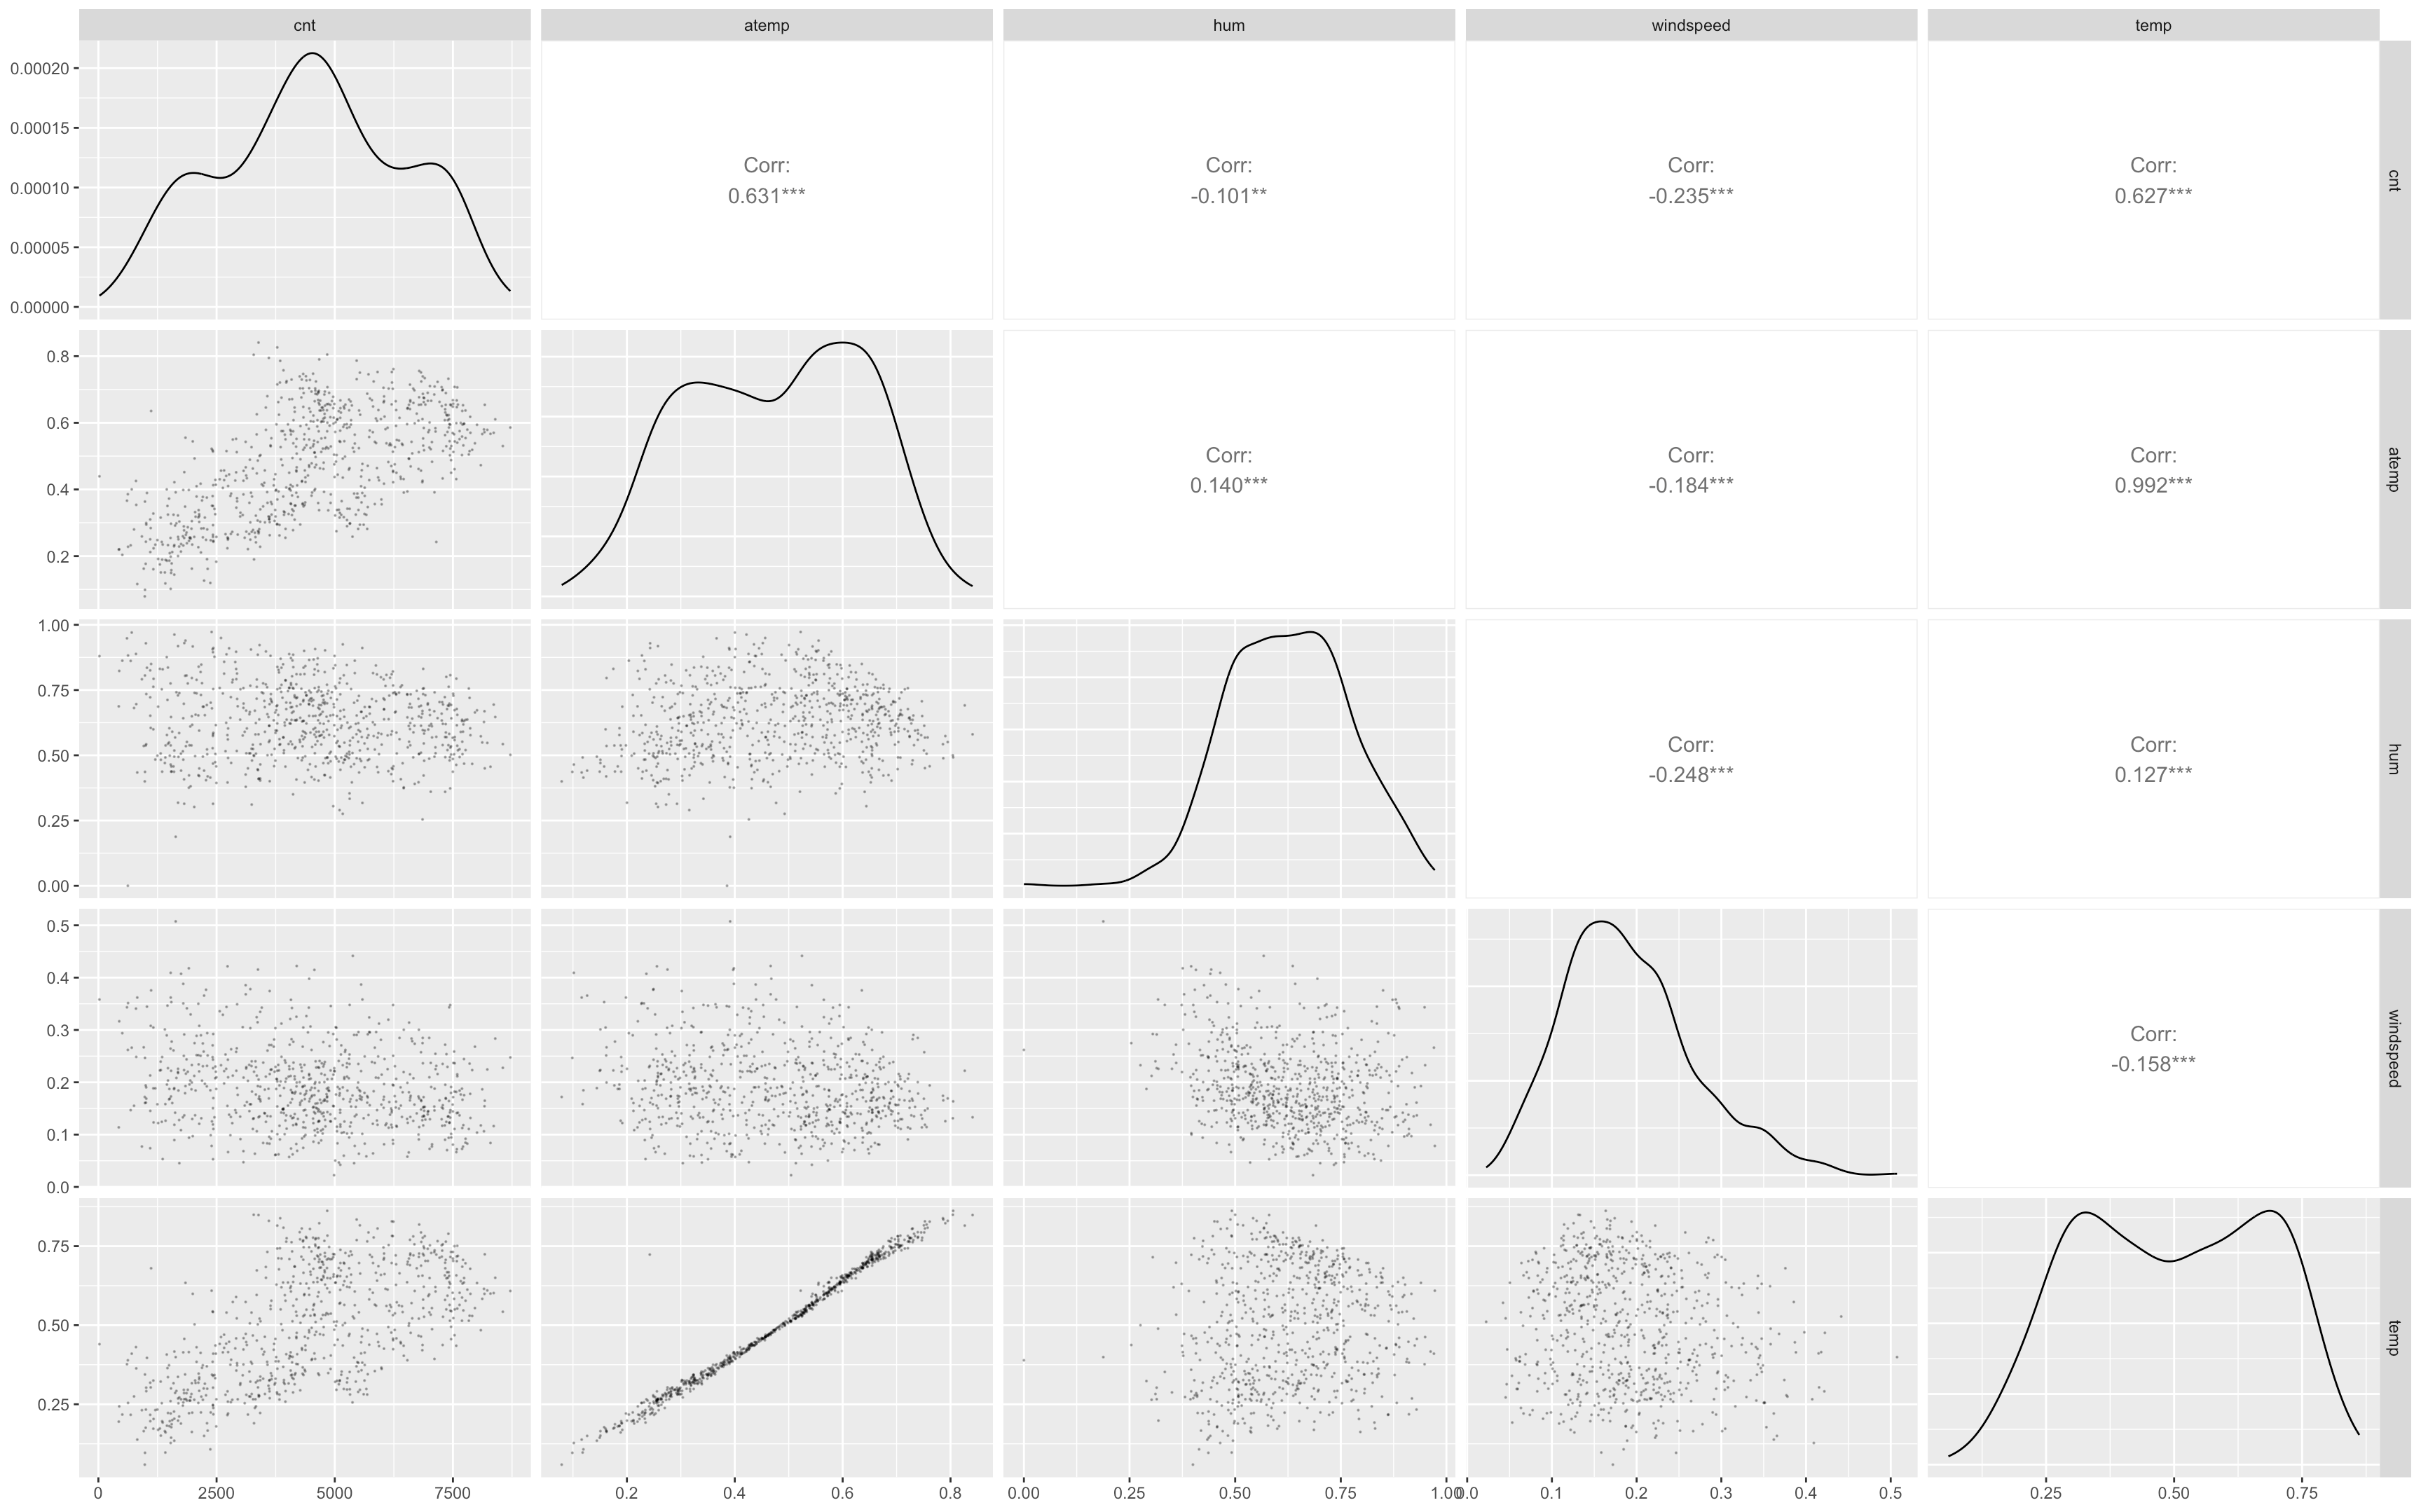 cnt
atemp
hum
windspeed
temp
0.00020
0.00015
0.00010
0.00005
0.00000
Corr:
0.631***
Corr:
-0.101**
Corr:
-0.235***
Corr:
0.627***
cnt
0.8
0.6
0.4
0.2
Corr:
0.140***
Corr:
-0.184***
Corr:
0.992***
atemp
1.00
0.75
0.50
0.25
0.00
Corr:
-0.248***
Corr:
0.127***
hum
0.5
0.4
0.3
0.2
0.1
0.0
Corr:
-0.158***
windspeed
0.75
0.50
0.25
temp
0 2500 5000 7500
0.2 0.4 0.6 0.8
0.00 0.25 0.50 0.75 1.00
0.0 0.1 0.2 0.3 0.4 0.5
0.25 0.50 0.75